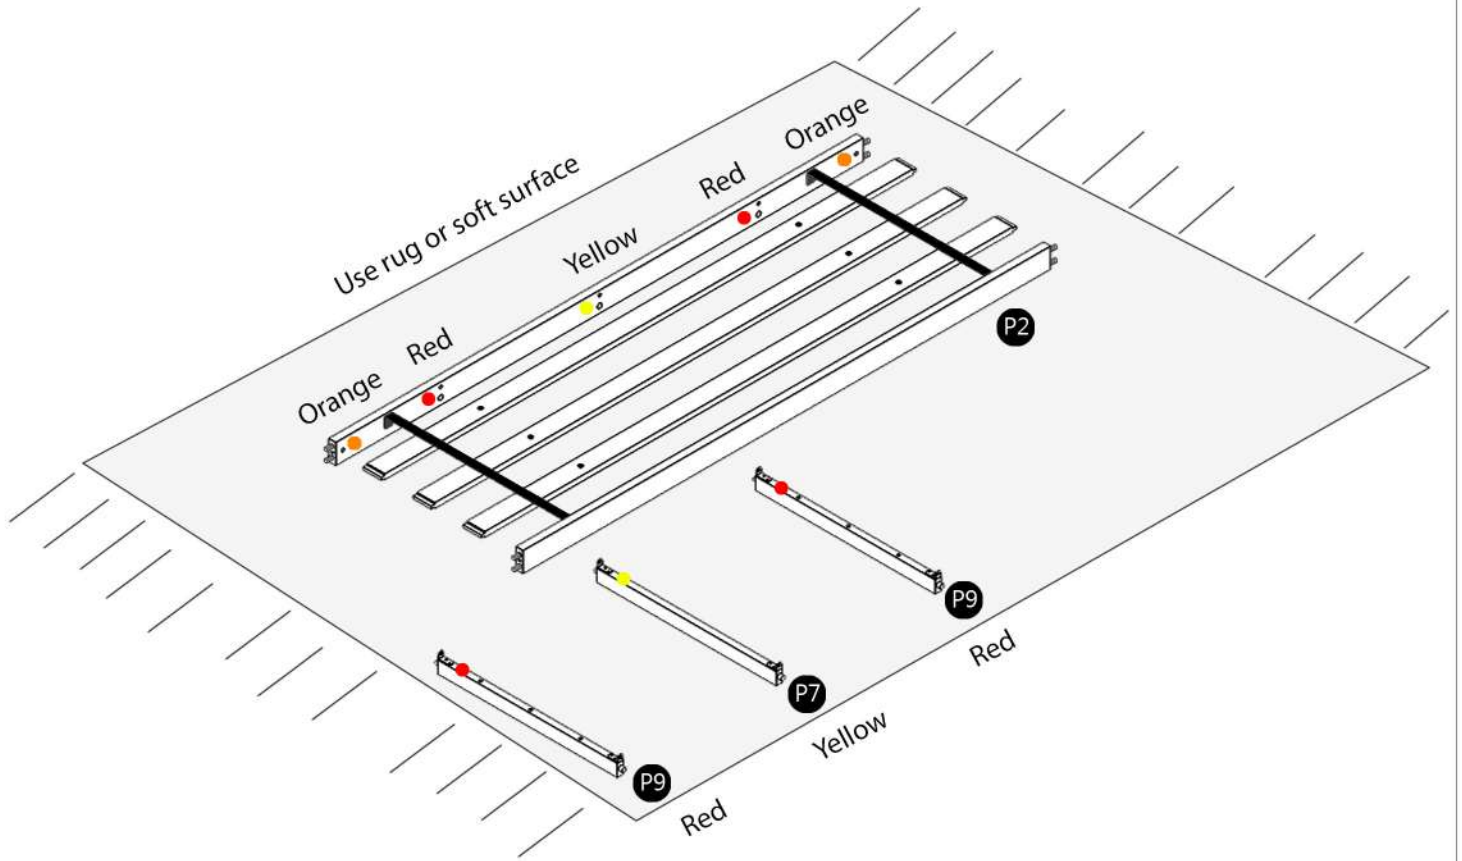 Orange
Red
Use rug or soft surface
Yellow
Red
Orange
P2
P9
Red
P7
Yellow
P9
Red